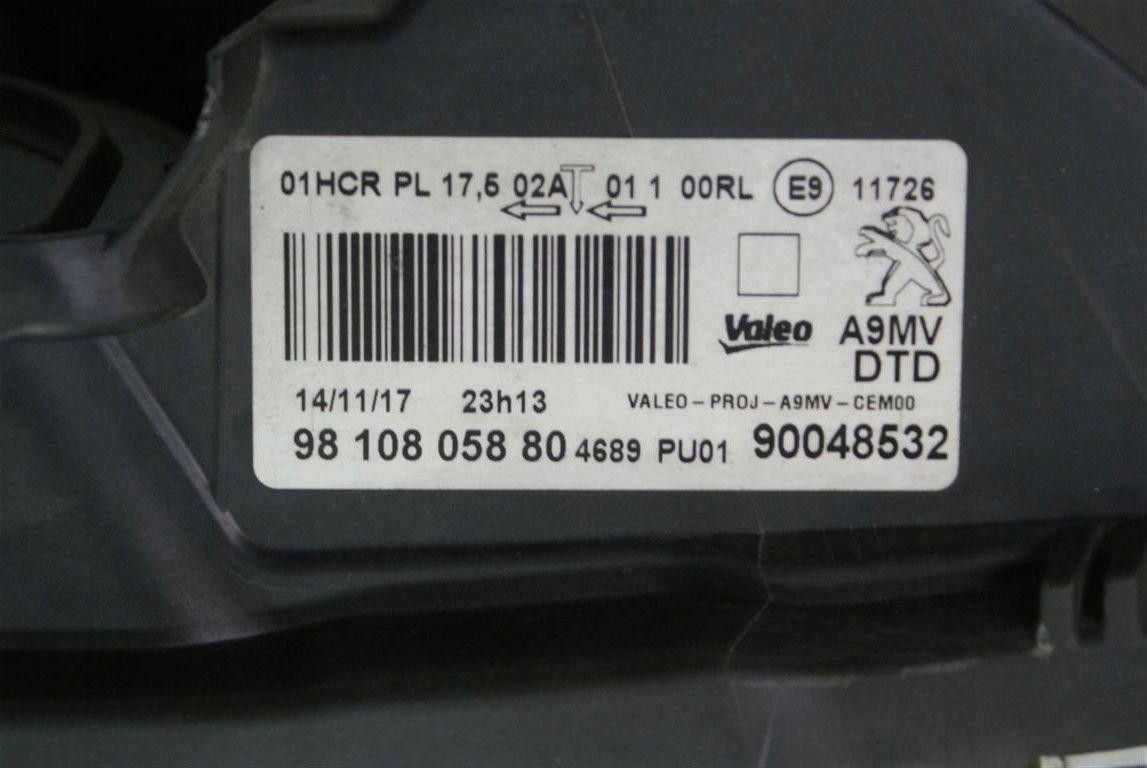 01HCR PL 17,5 02A 01 1 00RL E9 11726
Valeo
A9MV
DTD
14/11/17 23h13 VALEO-PROJ-A9MV-CEM00
98 108 058 80 4689 PU01 90048532